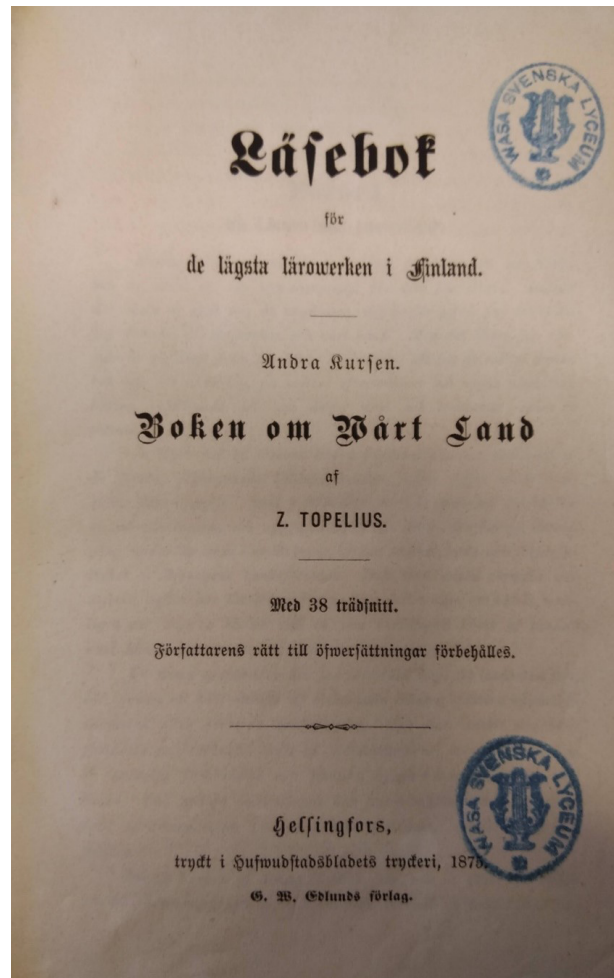 Läsebok
för
de lägsta lärowerken i Finland.
Andra Kursen.
Boken om Wårt Land
af
Z. TOPELIUS.
Med 38 trädsnitt.
Författarens rätt till öfwersättningar förbehålles.
Helsingfors,
tryckt i Hufwudstadsbladets tryckeri, 1875.
G. W. Edlunds förlag.
WASA SVENSKA LYCEUM
WASA SVENSKA LYCEUM